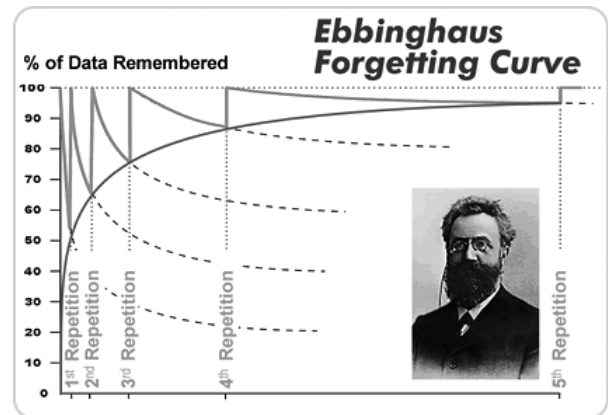 Ebbinghaus
Forgetting Curve
% of Data Remembered
100
90
80
70
60
50
40
30
20
10
0
1st Repetition
2nd Repetition
3rd Repetition
4th Repetition
5th Repetition